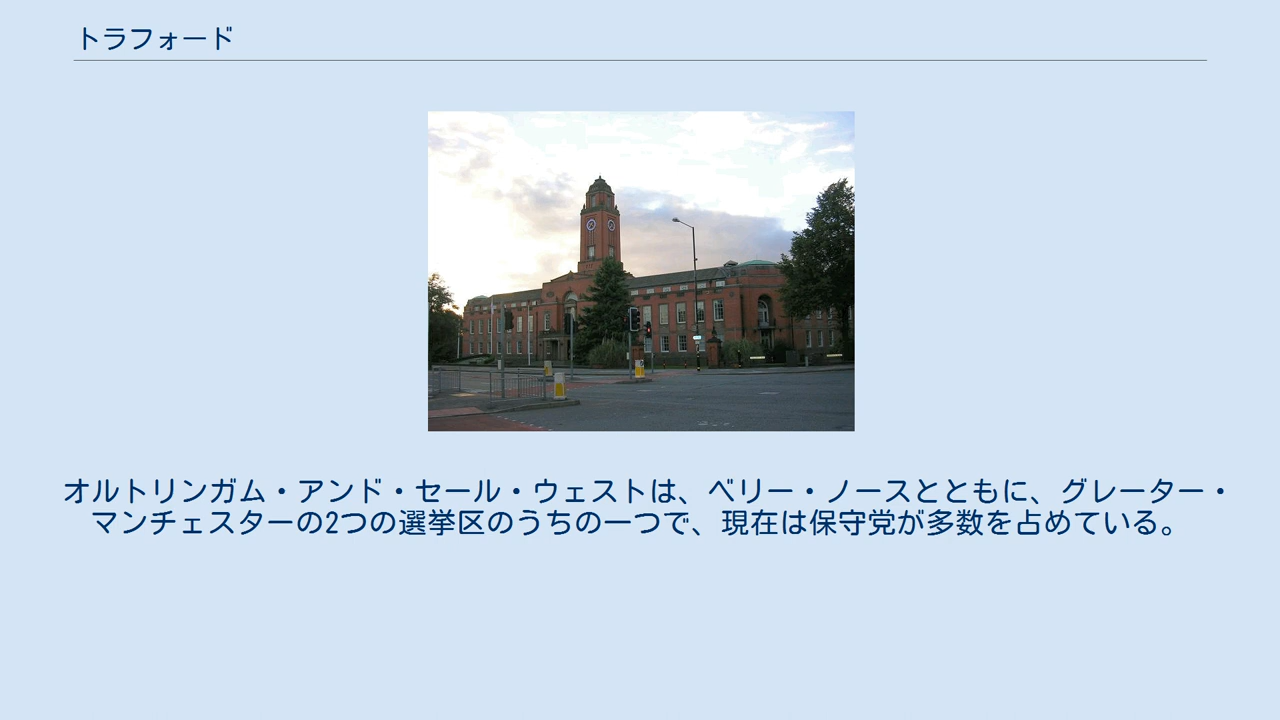 トラフォード
オルトリンガム・アンド・セール・ウェストは、ベリー・ノースとともに、グレーター・
マンチェスターの2つの選挙区のうちの一つで、現在は保守党が多数を占めている。